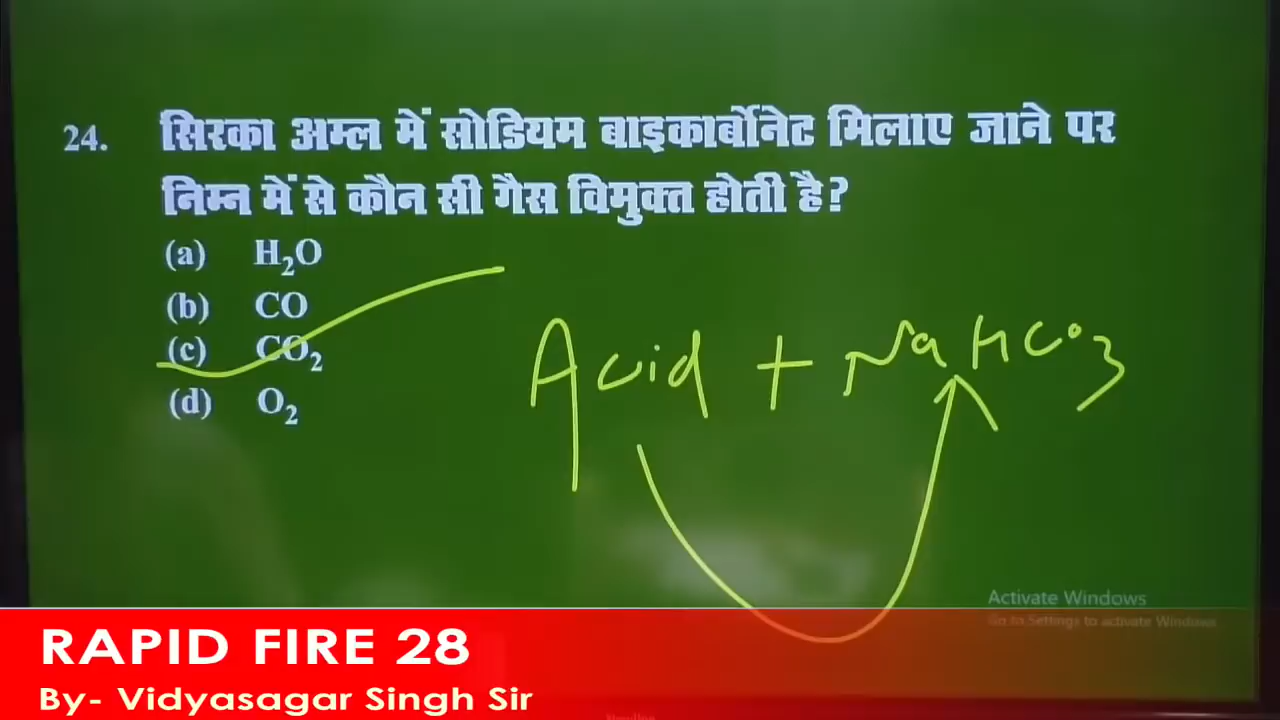 24. सिरका अम्ल में सोडियम बाइकार्बोनेट मिलाए जाने पर
निम्न में से कौन सी गैस विमुक्त होती है?
(a) H₂O
(b) CO
(c) CO₂
(d) O₂
Acid + NaHCO3
Activate Windows
Go to Settings to activate Windows.
RAPID FIRE 28
By- Vidyasagar Singh Sir